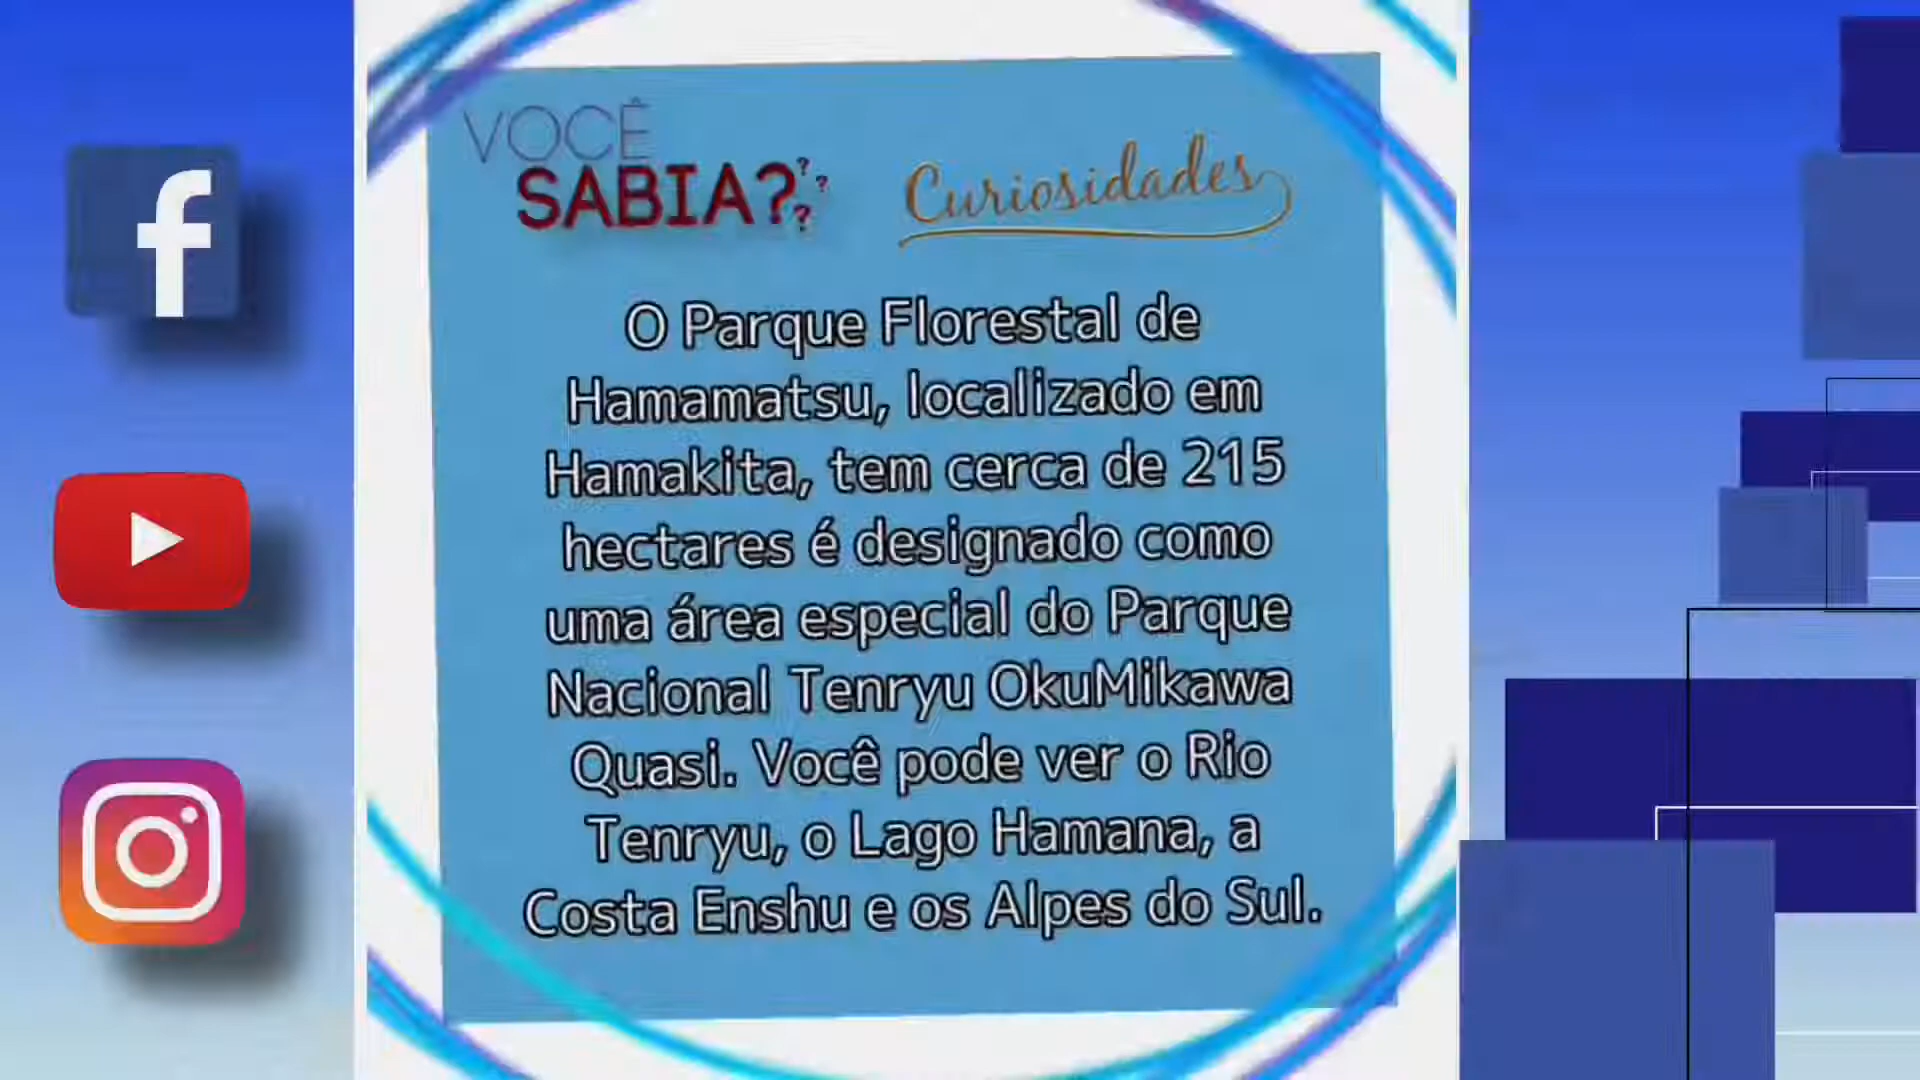 VOCÊ
SABIA????
Curiosidades
O Parque Florestal de
Hamamatsu, localizado em
Hamakita, tem cerca de 215
hectares é designado como
uma área especial do Parque
Nacional Tenryu OkuMikawa
Quasi. Você pode ver o Rio
Tenryu, o Lago Hamana, a
Costa Enshu e os Alpes do Sul.